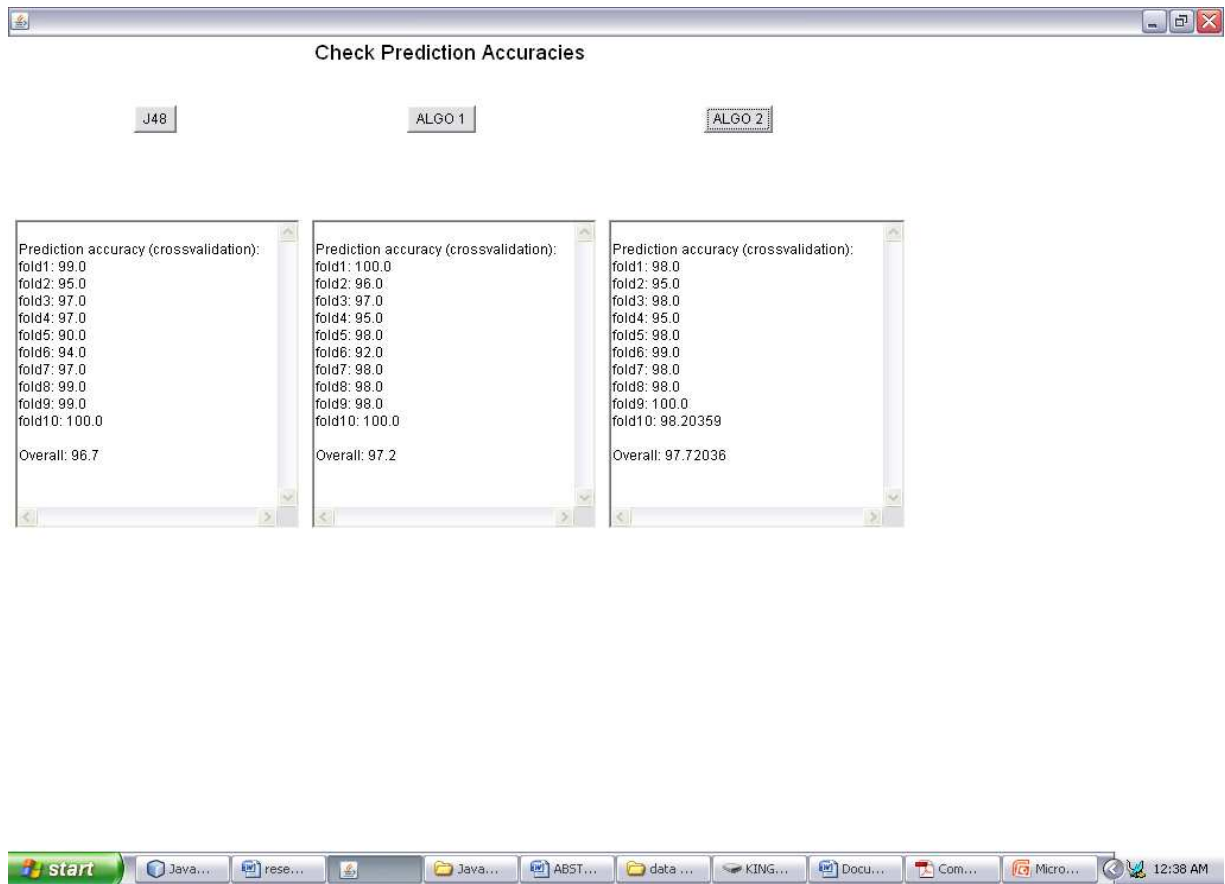 Check Prediction Accuracies
J48
ALGO 1
ALGO 2
Prediction accuracy (crossvalidation):
fold1: 99.0
fold2: 95.0
fold3: 97.0
fold4: 97.0
fold5: 90.0
fold6: 94.0
fold7: 97.0
fold8: 99.0
fold9: 99.0
fold10: 100.0
Overall: 96.7
Prediction accuracy (crossvalidation):
fold1: 100.0
fold2: 96.0
fold3: 97.0
fold4: 95.0
fold5: 98.0
fold6: 92.0
fold7: 98.0
fold8: 98.0
fold9: 98.0
fold10: 100.0
Overall: 97.2
Prediction accuracy (crossvalidation):
fold1: 98.0
fold2: 95.0
fold3: 98.0
fold4: 95.0
fold5: 98.0
fold6: 99.0
fold7: 98.0
fold8: 98.0
fold9: 100.0
fold10: 98.20359
Overall: 97.72036
start Java... rese... Java... ABST... data ... KING... Docu... Com... Micro... 12:38 AM